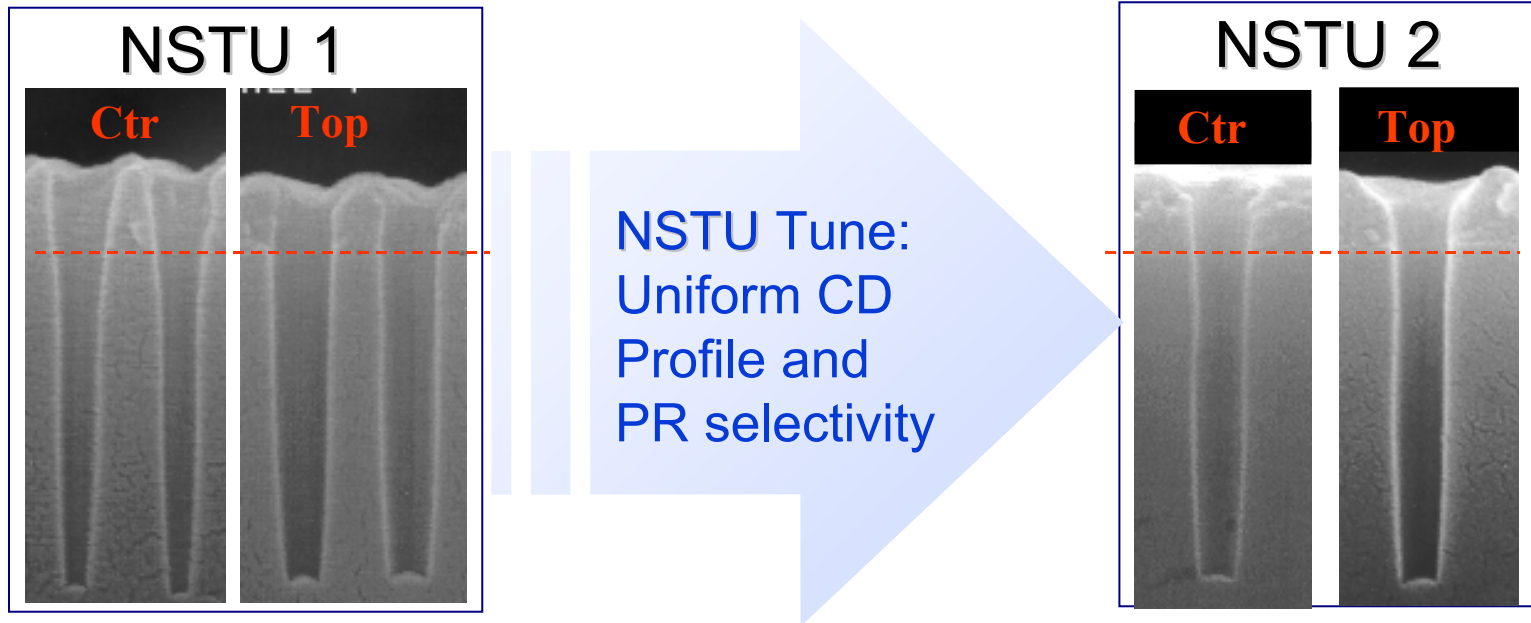 NSTU 1
Ctr
Top
NSTU Tune:
Uniform CD
Profile and
PR selectivity
NSTU 2
Ctr
Top